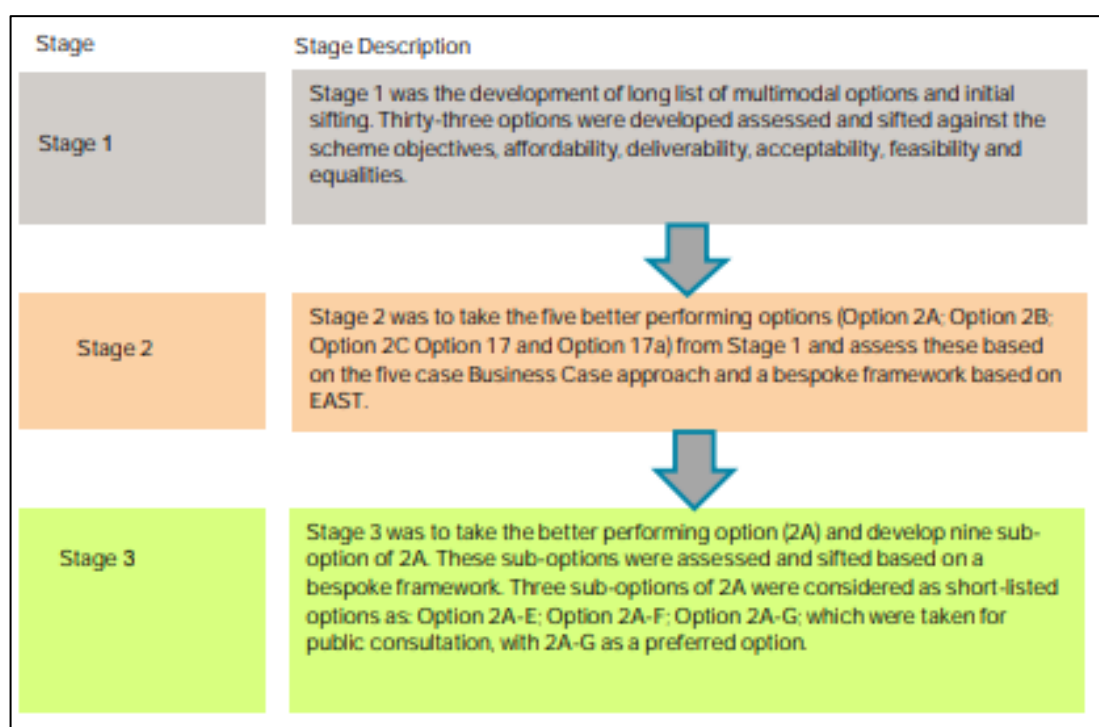 Stage
Stage Description
Stage 1
Stage 1 was the development of long list of multimodal options and initial
sifting. Thirty-three options were developed assessed and sifted against the
scheme objectives, affordability, deliverability, acceptability, feasibility and
equalities.
Stage 2
Stage 2 was to take the five better performing options (Option 2A; Option 2B;
Option 2C Option 17 and Option 17a) from Stage 1 and assess these based
on the five case Business Case approach and a bespoke framework based on
EAST.
Stage 3
Stage 3 was to take the better performing option (2A) and develop nine sub-
option of 2A. These sub-options were assessed and sifted based on a
bespoke framework. Three sub-options of 2A were considered as short-listed
options as: Option 2A-E; Option 2A-F; Option 2A-G; which were taken for
public consultation, with 2A-G as a preferred option.